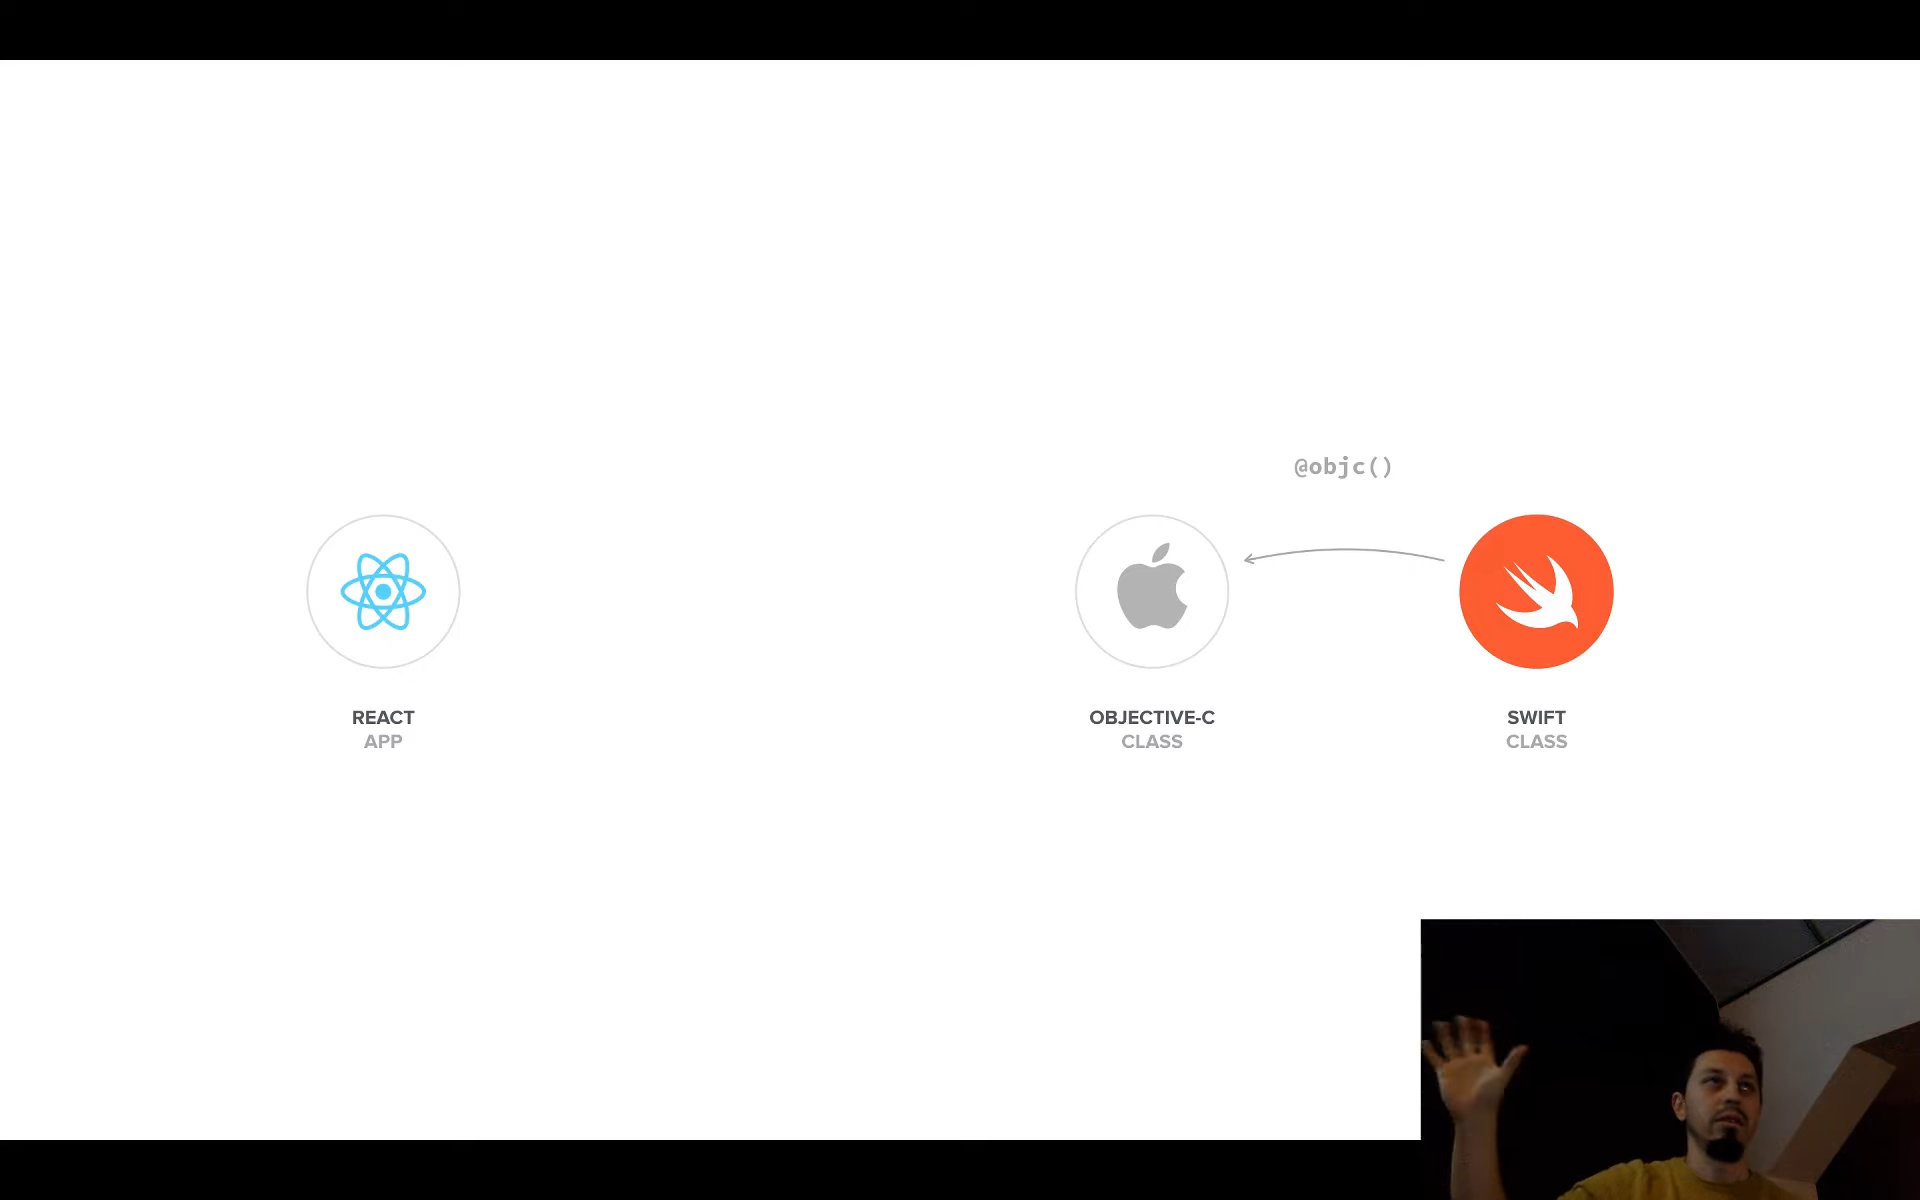 @objc()
REACT
APP
OBJECTIVE-C
CLASS
SWIFT
CLASS